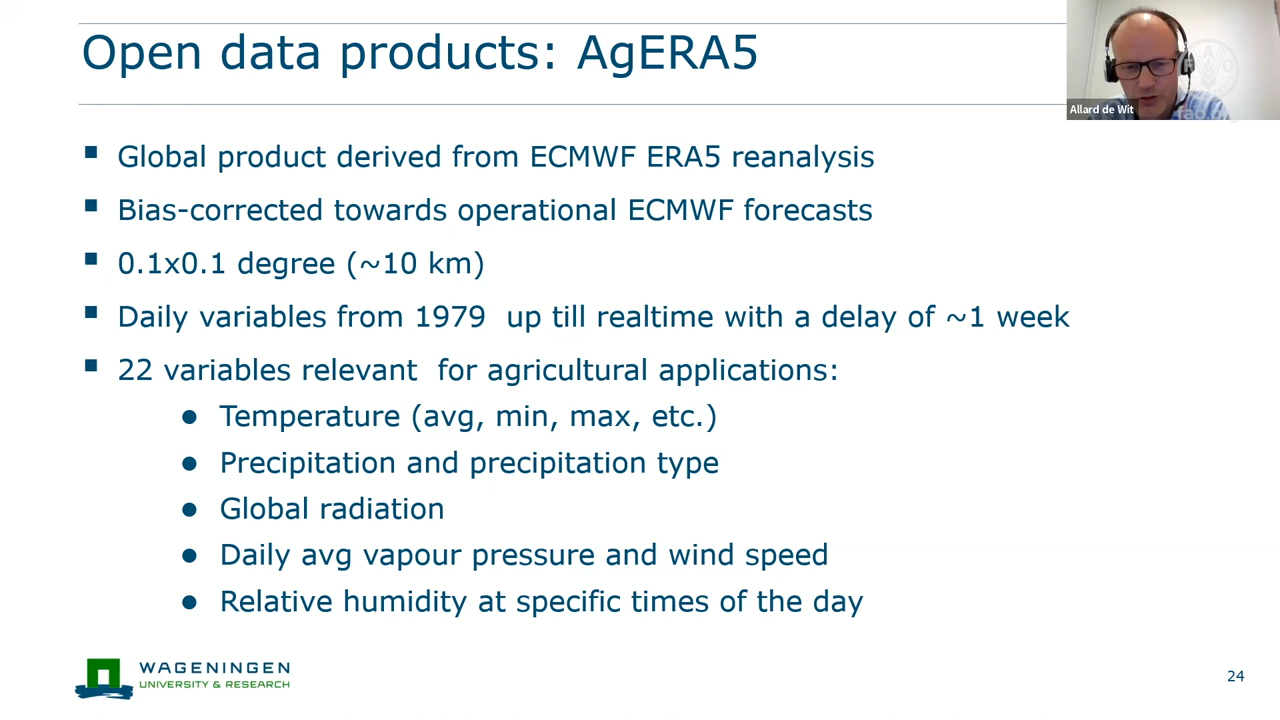 Open data products: AgERA5
Allard de Wit
fao.org
▪ Global product derived from ECMWF ERA5 reanalysis
▪ Bias-corrected towards operational ECMWF forecasts
▪ 0.1x0.1 degree (~10 km)
▪ Daily variables from 1979 up till realtime with a delay of ~1 week
▪ 22 variables relevant for agricultural applications:
● Temperature (avg, min, max, etc.)
● Precipitation and precipitation type
● Global radiation
● Daily avg vapour pressure and wind speed
● Relative humidity at specific times of the day
WAGENINGEN
UNIVERSITY & RESEARCH
24